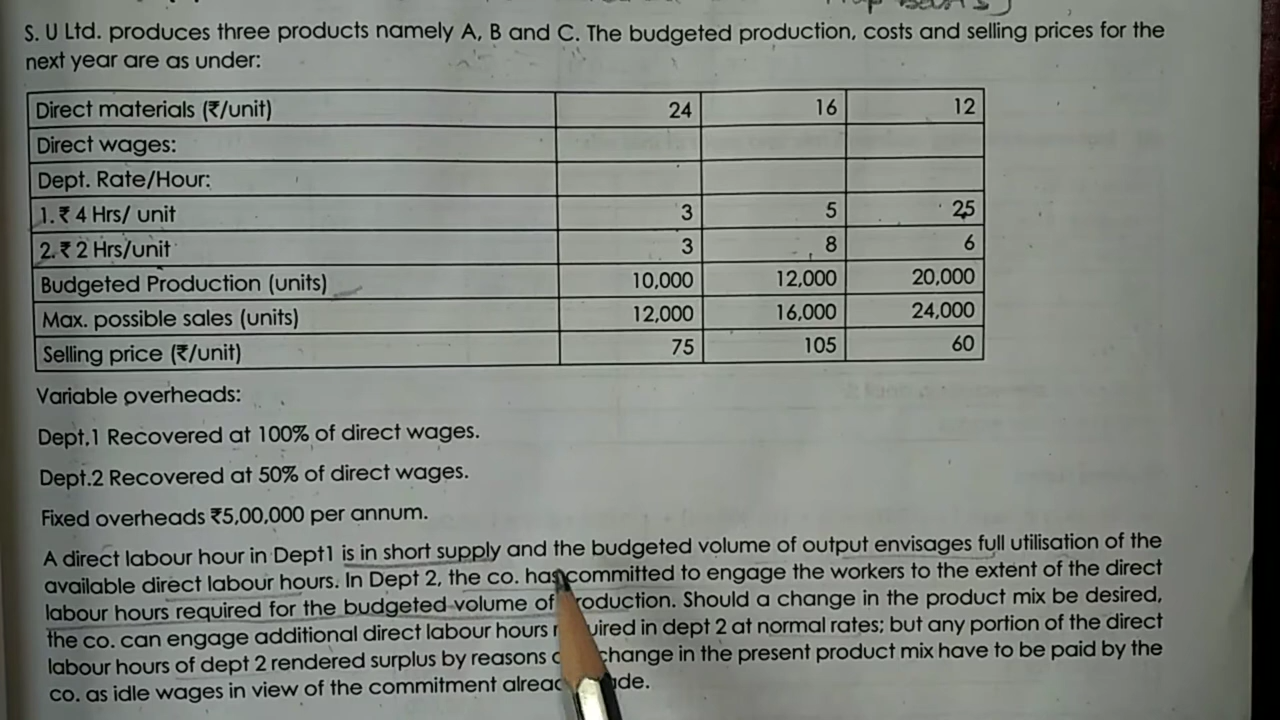 S. U Ltd. produces three products namely A, B and C. The budgeted production, costs and selling prices for the
next year are as under:
Direct materials (₹/unit) 24 16 12
Direct wages:
Dept. Rate/Hour:
1. ₹ 4 Hrs/ unit 3 5 25
2. ₹ 2 Hrs/unit 3 8 6
Budgeted Production (units) 10,000 12,000 20,000
Max. possible sales (units) 12,000 16,000 24,000
Selling price (₹/unit) 75 105 60
Variable overheads:
Dept.1 Recovered at 100% of direct wages.
Dept.2 Recovered at 50% of direct wages.
Fixed overheads ₹5,00,000 per annum.
A direct labour hour in Dept1 is in short supply and the budgeted volume of output envisages full utilisation of the
available direct labour hours. In Dept 2, the co. has committed to engage the workers to the extent of the direct
labour hours required for the budgeted volume of production. Should a change in the product mix be desired,
the co. can engage additional direct labour hours in dept 2 at normal rates; but any portion of the direct
labour hours of dept 2 rendered surplus by reasons change in the present product mix have to be paid by the
co. as idle wages in view of the commitment